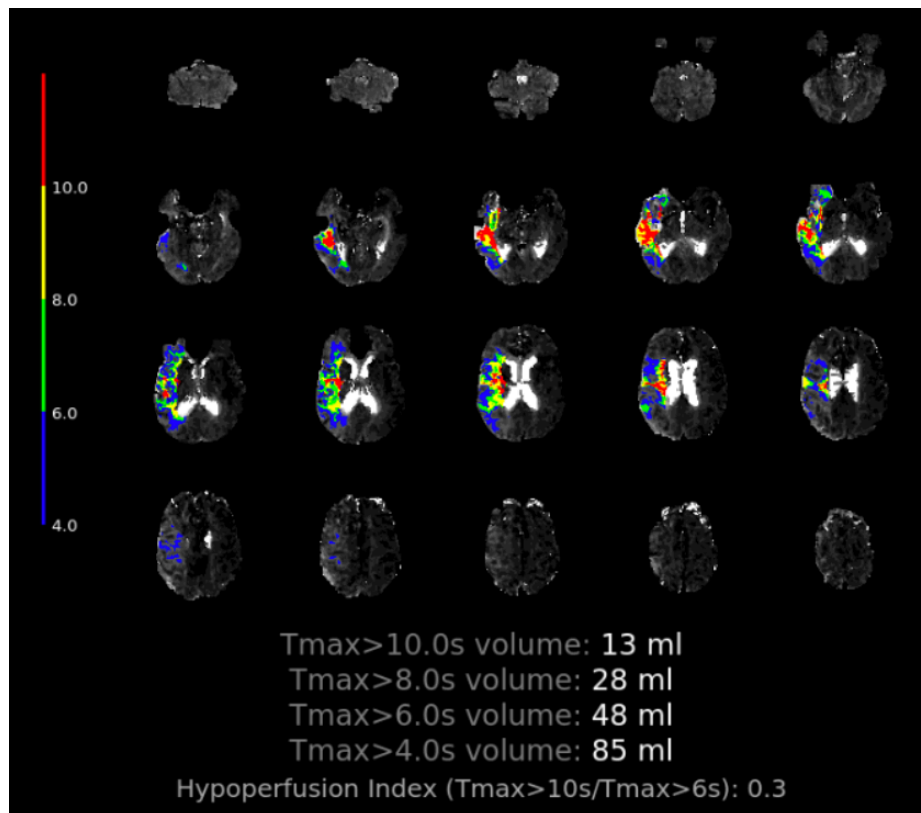 10.0
8.0
6.0
4.0
Tmax>10.0s volume: 13 ml
Tmax>8.0s volume: 28 ml
Tmax>6.0s volume: 48 ml
Tmax>4.0s volume: 85 ml
Hypoperfusion Index (Tmax>10s/Tmax>6s): 0.3